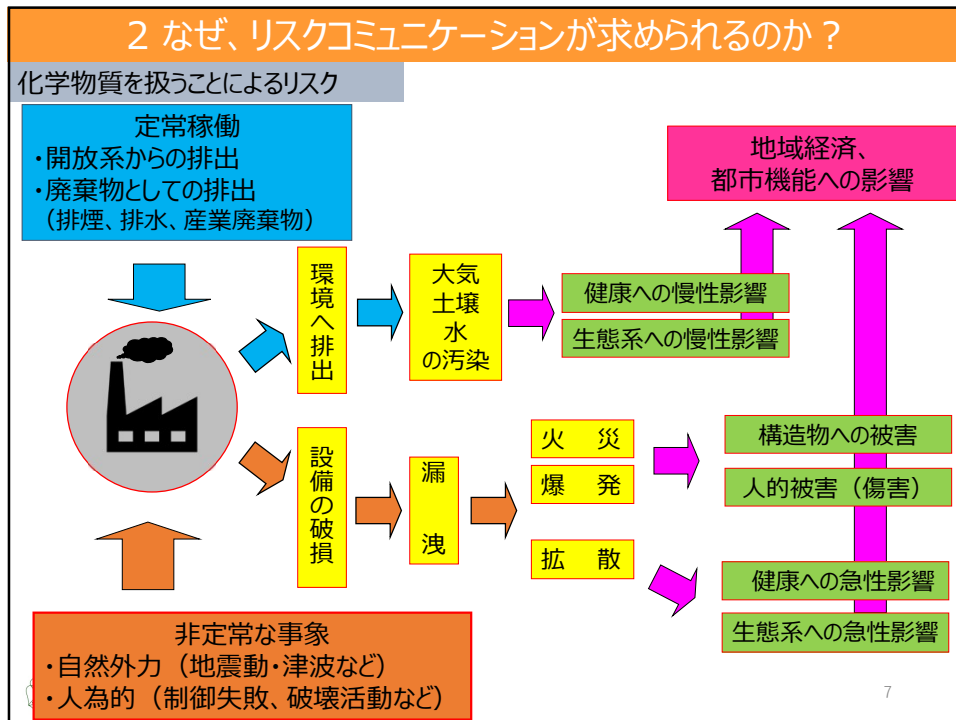 2 なぜ、リスクコミュニケーションが求められるのか？
化学物質を扱うことによるリスク
定常稼働
・開放系からの排出
・廃棄物としての排出
（排煙、排水、産業廃棄物）
地域経済、
都市機能への影響
環境へ排出
大気
土壌
水
の汚染
健康への慢性影響
生態系への慢性影響
設備の破損
漏洩
火 災
爆 発
拡 散
構造物への被害
人的被害（傷害）
健康への急性影響
生態系への急性影響
非定常な事象
・自然外力（地震動・津波など）
・人為的（制御失敗、破壊活動など）
7